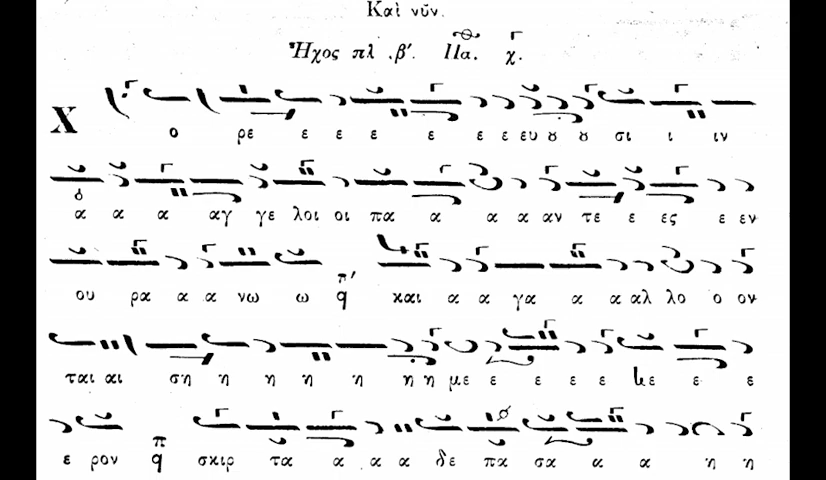 Καὶ νῦν.
Ἦχος πλ .β′. Πα. χ.
Χ ο ρε ε ε ε ε ε ε ευ ȣ ȣ σι ι ιν
α α α αγ γε λοι οι πα α α α αν τε ε ες ε εν
ου ρα α α νω ω π′ q και α α γα α α αλ λο ο ον
ται αι ση η η η η η η με ε ε ε ε ε ε ε
ε ρον π q σκιρ τα α α α δε πα σα α α η η